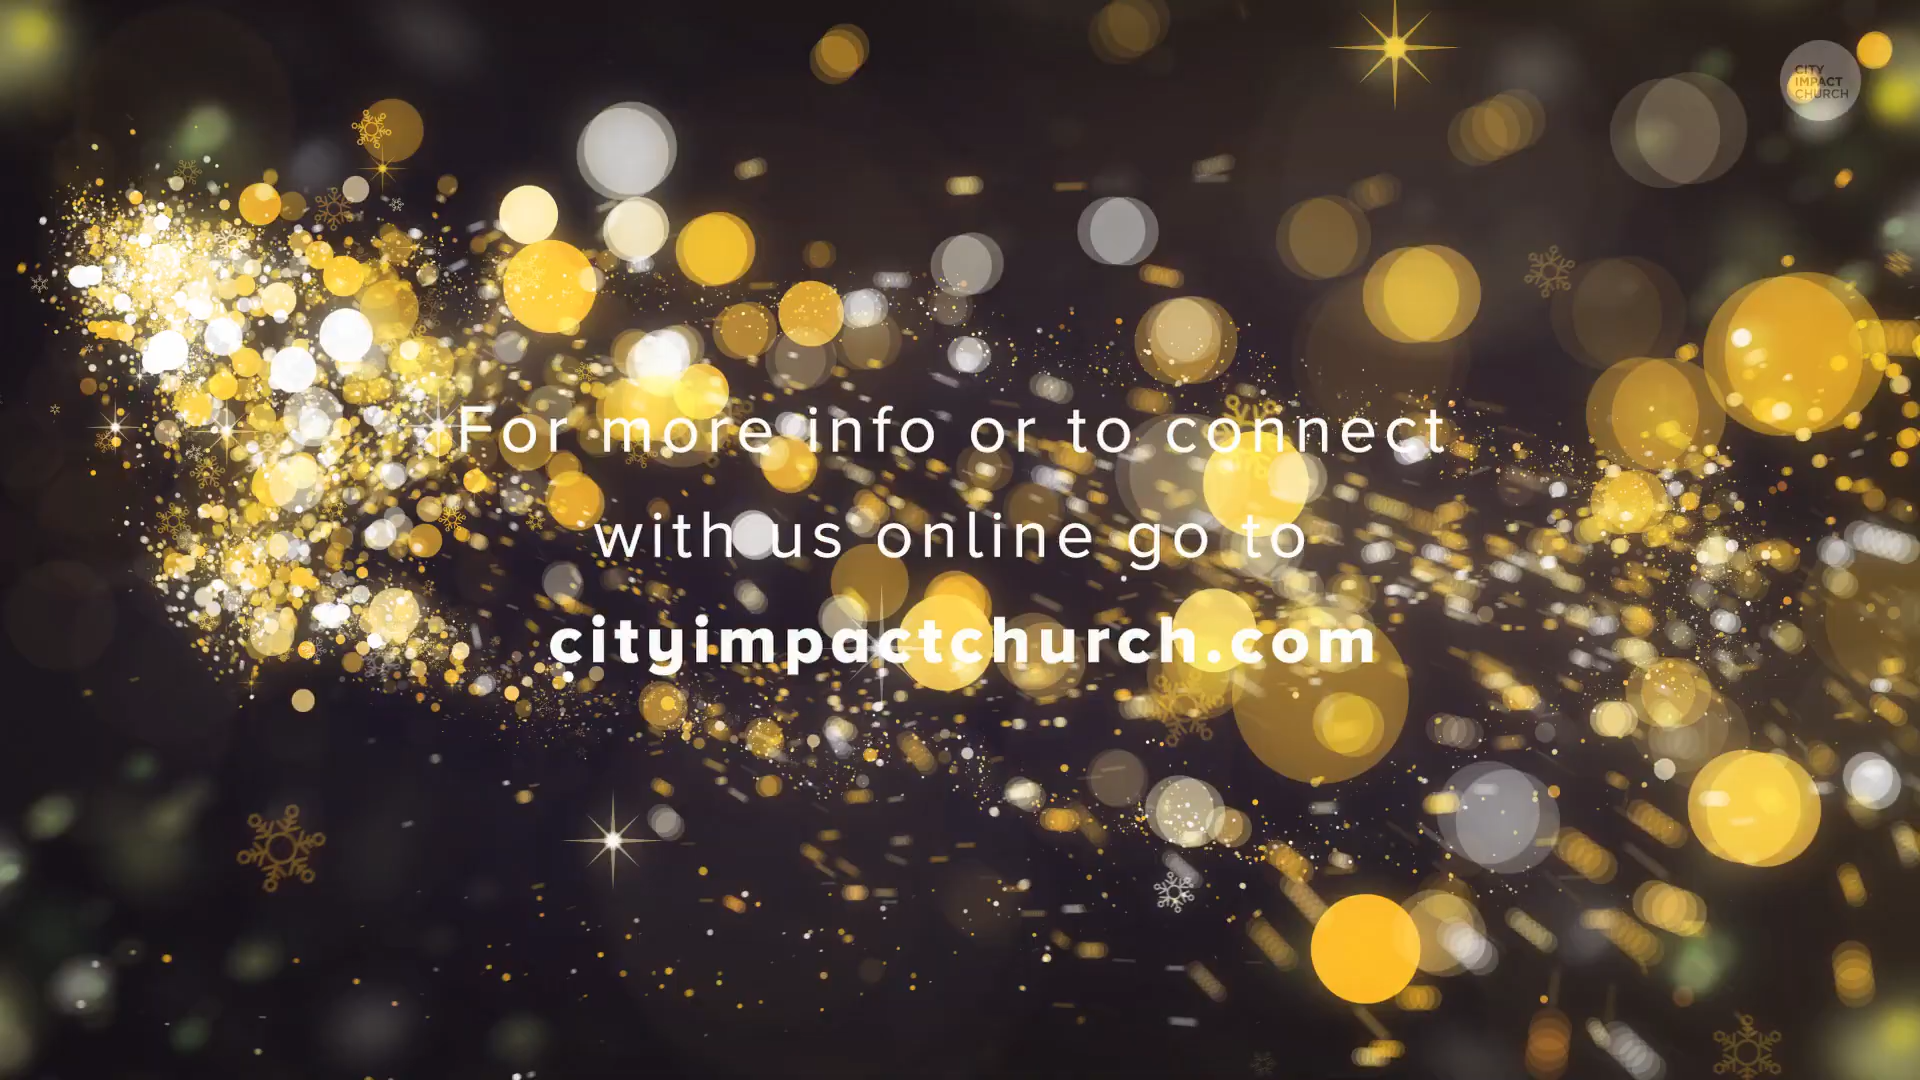 CITY
IMPACT
CHURCH
For more info or to connect
with us online go to
cityimpactchurch.com